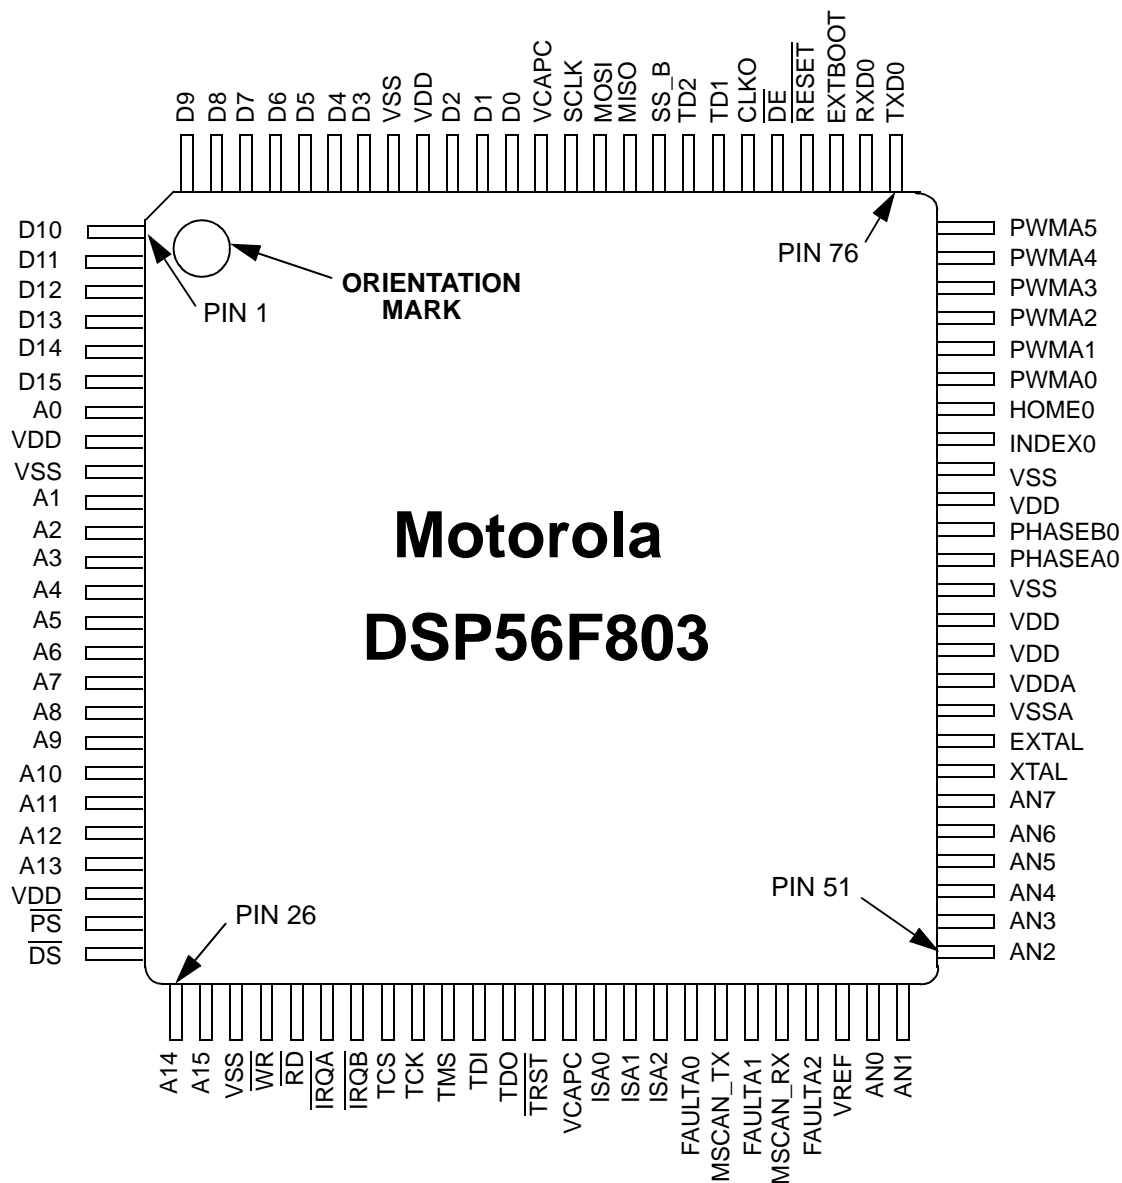 D9
D8
D7
D6
D5
D4
D3
VSS
VDD
D2
D1
D0
VCAPC
SCLK
MOSI
MISO
SS_B
TD2
TD1
CLKO
DE
RESET
EXTBOOT
RXD0
TXD0
D10
D11
D12
D13
D14
D15
A0
VDD
VSS
A1
A2
A3
A4
A5
A6
A7
A8
A9
A10
A11
A12
A13
VDD
PS
DS
PIN 1
ORIENTATION
MARK
PIN 76
Motorola
DSP56F803
PIN 26
PIN 51
PWMA5
PWMA4
PWMA3
PWMA2
PWMA1
PWMA0
HOME0
INDEX0
VSS
VDD
PHASEB0
PHASEA0
VSS
VDD
VDD
VDDA
VSSA
EXTAL
XTAL
AN7
AN6
AN5
AN4
AN3
AN2
A14
A15
VSS
WR
RD
IRQA
IRQB
TCS
TCK
TMS
TDI
TDO
TRST
VCAPC
ISA0
ISA1
ISA2
FAULTA0
MSCAN_TX
FAULTA1
MSCAN_RX
FAULTA2
VREF
AN0
AN1